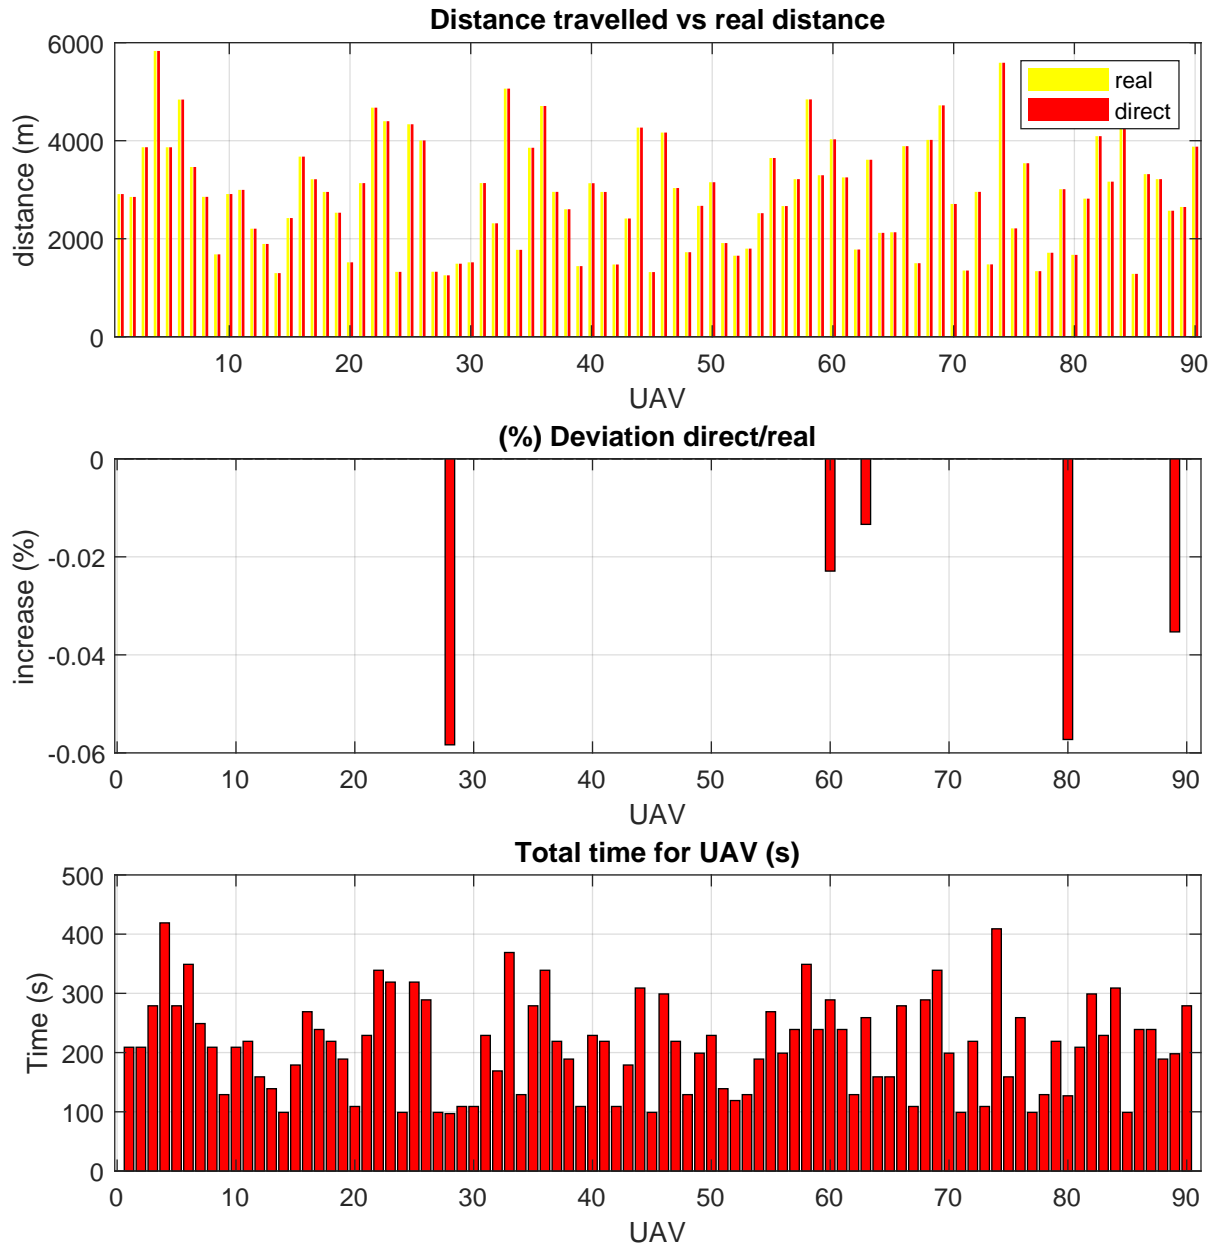 Distance travelled vs real distance
6000
4000
2000
0
distance (m)
real
direct
10 20 30 40 50 60 70 80 90
UAV
(%) Deviation direct/real
0
-0.02
-0.04
-0.06
increase (%)
0 10 20 30 40 50 60 70 80 90
UAV
Total time for UAV (s)
500
400
300
200
100
0
Time (s)
0 10 20 30 40 50 60 70 80 90
UAV